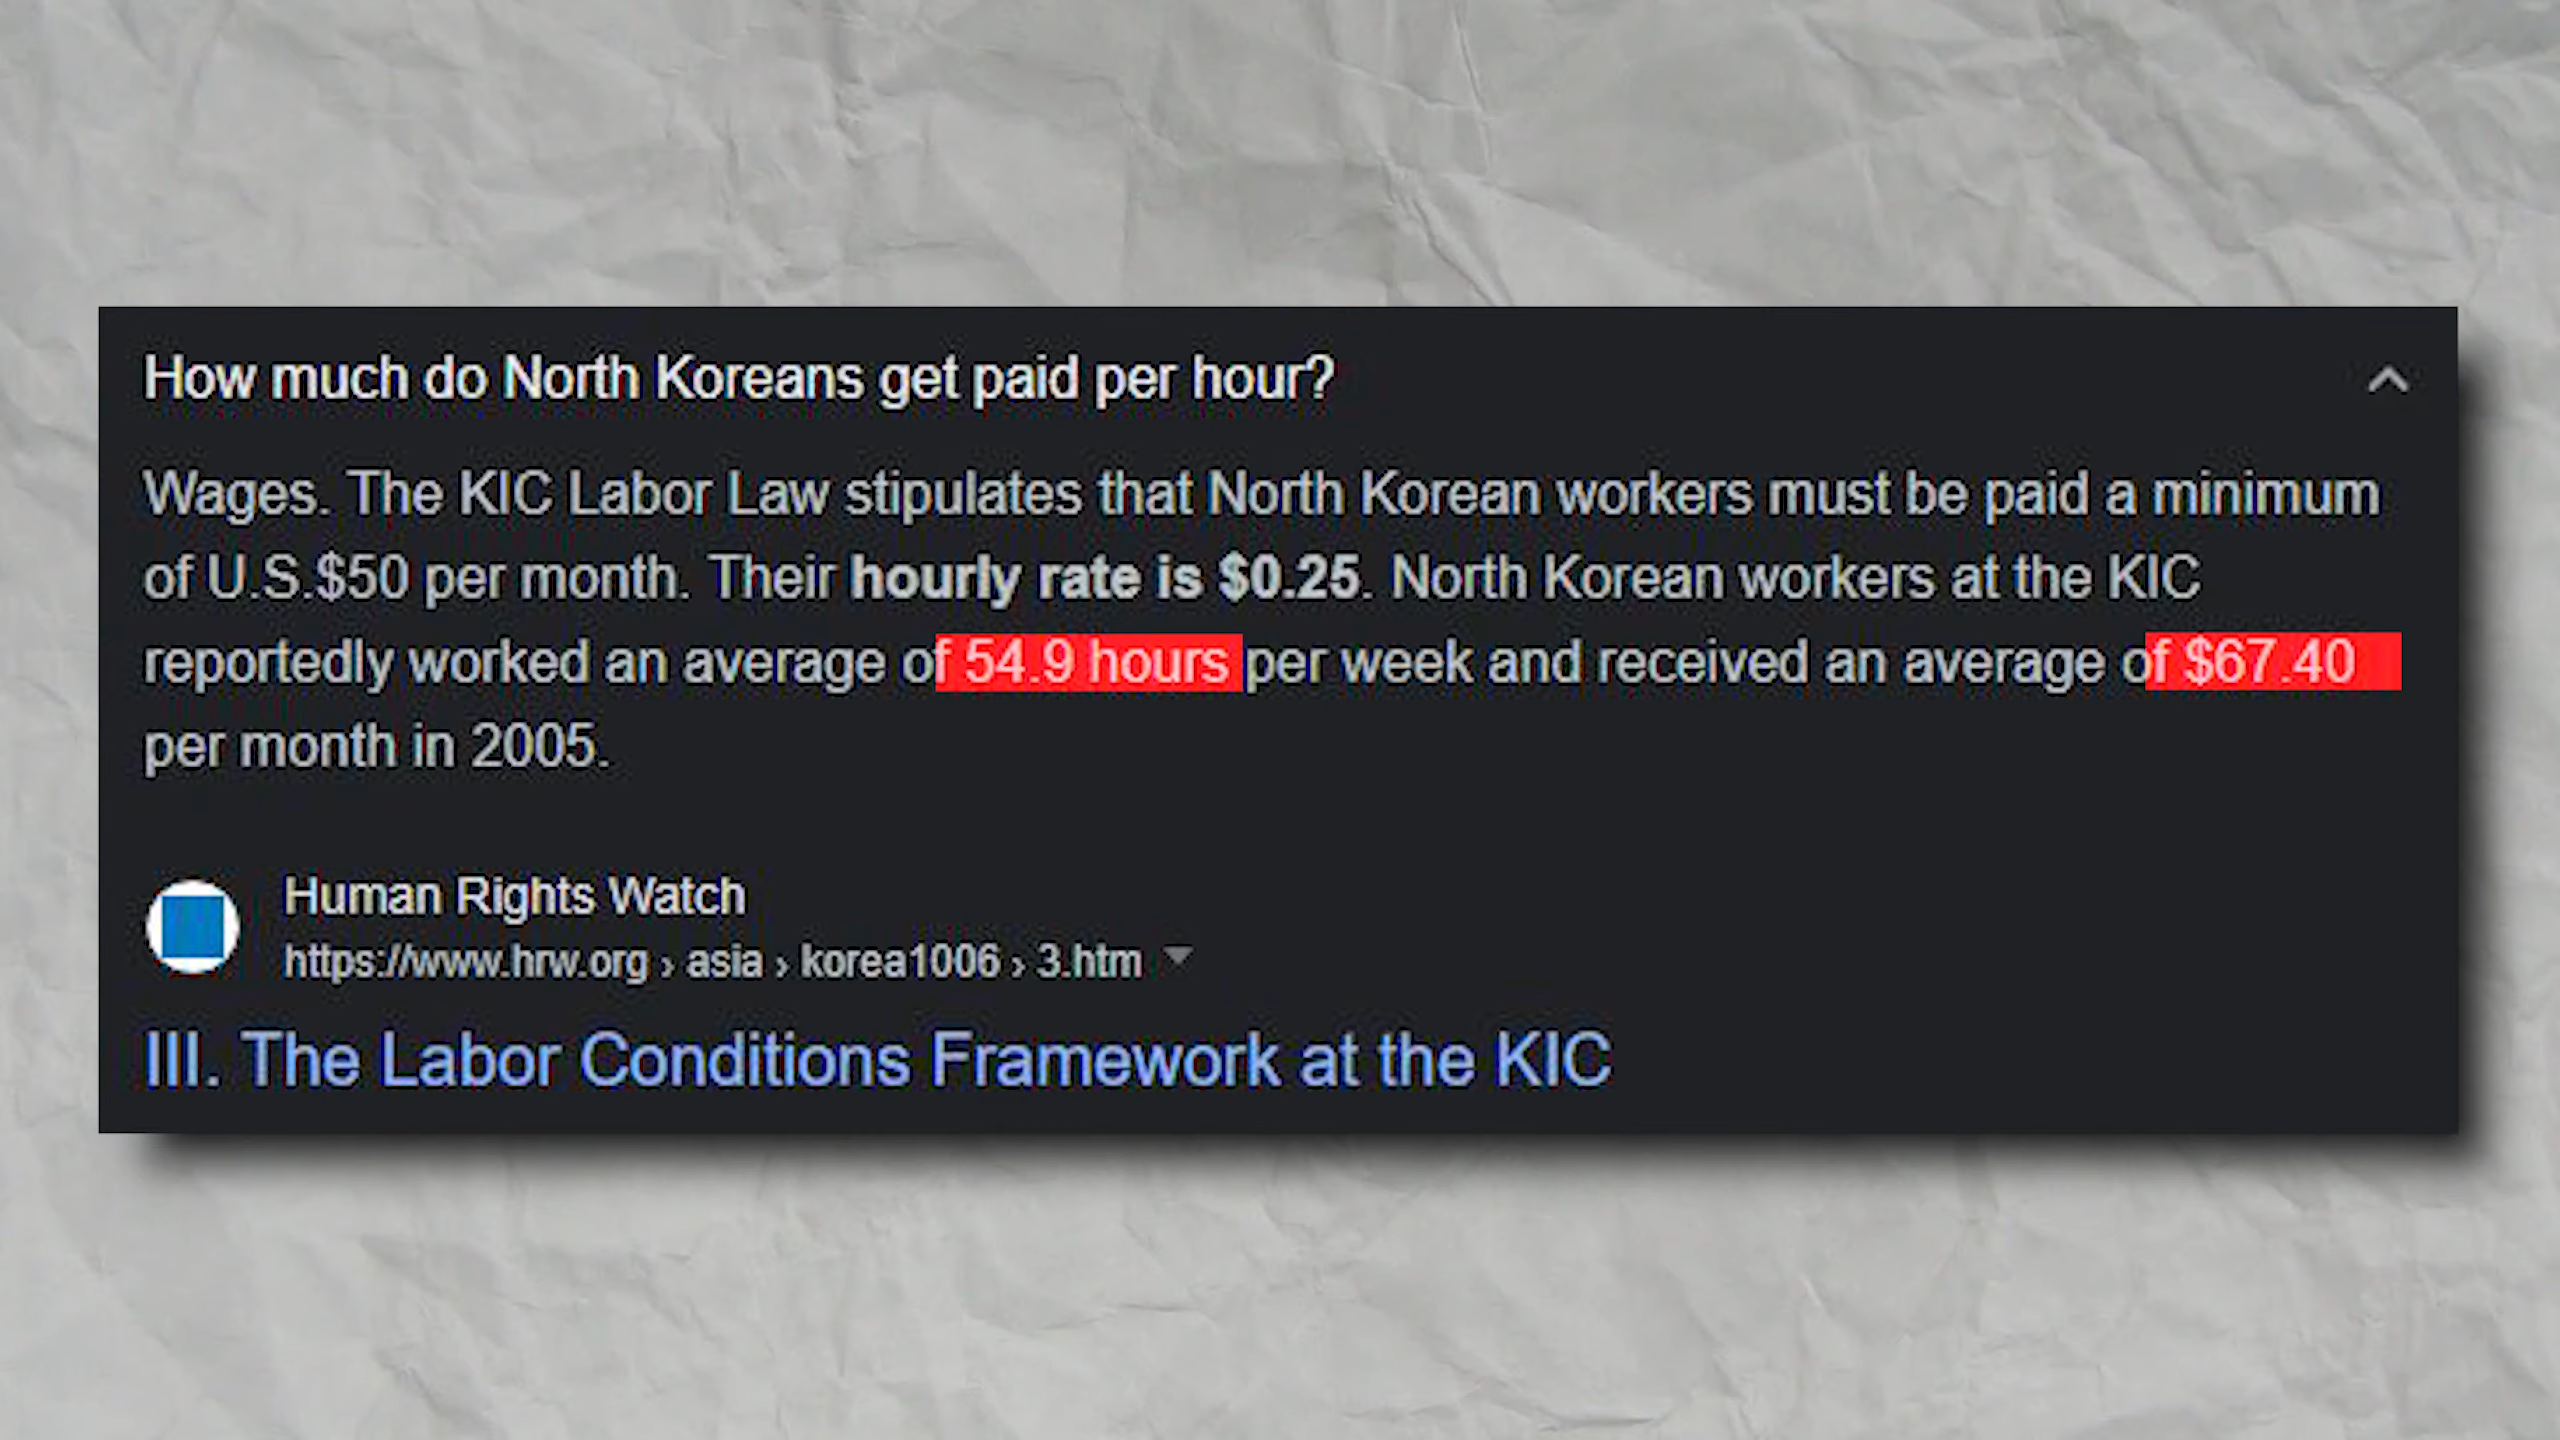 How much do North Koreans get paid per hour?
Wages. The KIC Labor Law stipulates that North Korean workers must be paid a minimum
of U.S.$50 per month. Their hourly rate is $0.25. North Korean workers at the KIC
reportedly worked an average of 54.9 hours per week and received an average of $67.40
per month in 2005.
Human Rights Watch
https://www.hrw.org › asia › korea1006 › 3.htm
III. The Labor Conditions Framework at the KIC